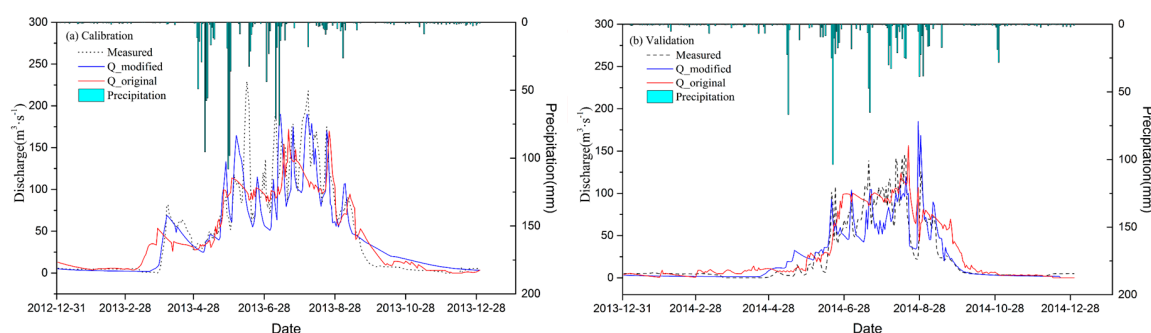 (a) Calibration
Measured
Q_modified
Q_original
Precipitation
Discharge(m³·s⁻¹)
300
250
200
150
100
50
0
0
50
100
150
200
Precipitation(mm)
2012-12-31 2013-2-28 2013-4-28 2013-6-28 2013-8-28 2013-10-28 2013-12-28
Date
(b) Validation
Measured
Q_modified
Q_original
Precipitation
Discharge(m³·s⁻¹)
300
250
200
150
100
50
0
0
50
100
150
200
Precipitation(mm)
2013-12-31 2014-2-28 2014-4-28 2014-6-28 2014-8-28 2014-10-28 2014-12-28
Date